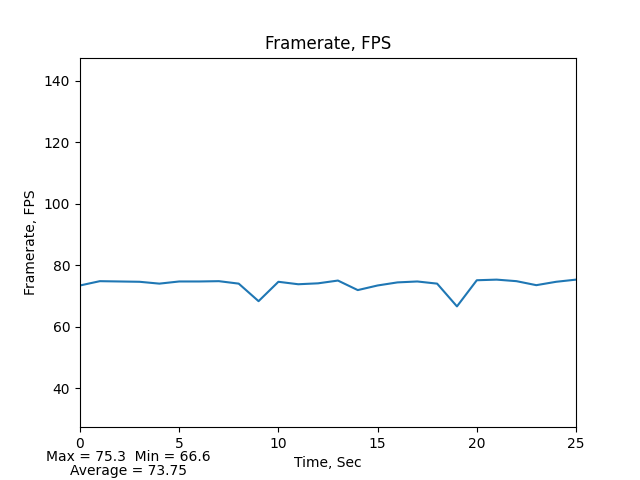 Framerate, FPS
Framerate, FPS
140
120
100
80
60
40
0 5 10 15 20 25
Time, Sec
Max = 75.3 Min = 66.6
Average = 73.75